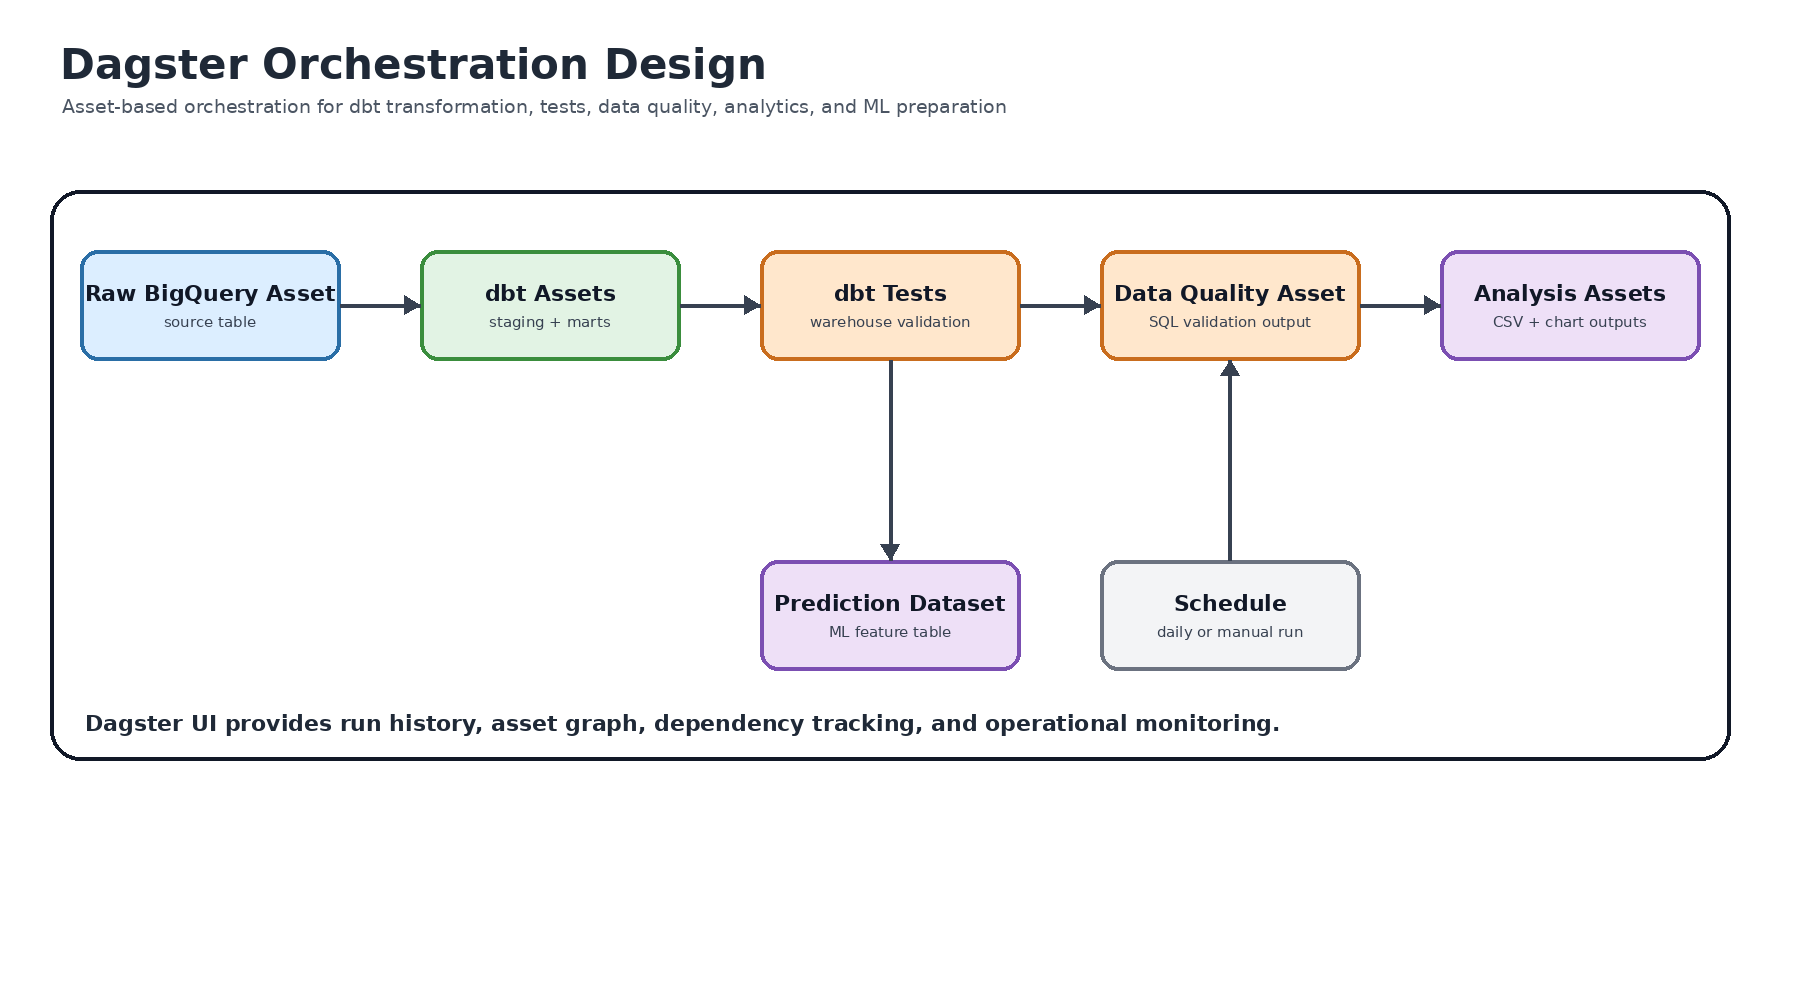 Dagster Orchestration Design
Asset-based orchestration for dbt transformation, tests, data quality, analytics, and ML preparation
Raw BigQuery Asset
source table
dbt Assets
staging + marts
dbt Tests
warehouse validation
Data Quality Asset
SQL validation output
Analysis Assets
CSV + chart outputs
Prediction Dataset
ML feature table
Schedule
daily or manual run
Dagster UI provides run history, asset graph, dependency tracking, and operational monitoring.